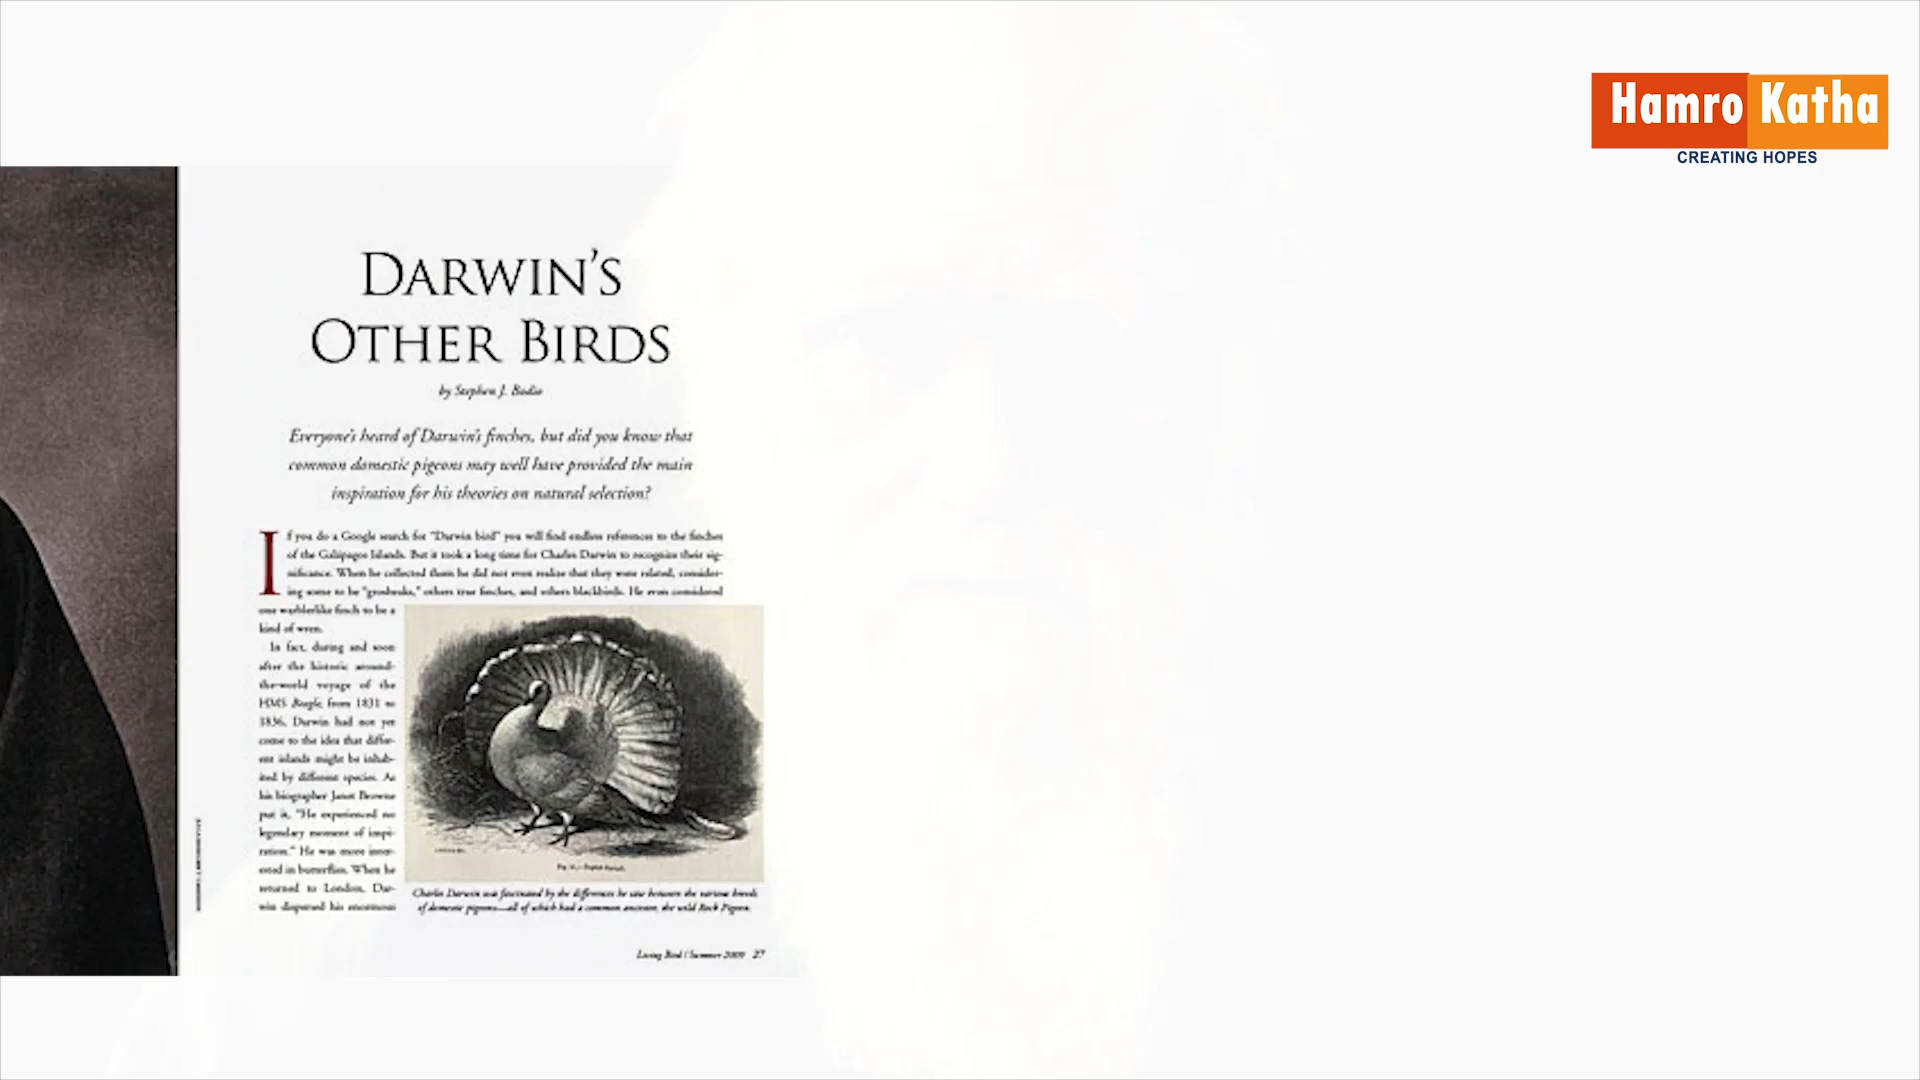 Hamro Katha
CREATING HOPES
DARWIN'S
OTHER BIRDS
by Stephen J. Bodio
Everyone's heard of Darwin's finches, but did you know that
common domestic pigeons may well have provided the main
inspiration for his theories on natural selection?
If you do a Google search for "Darwin bird" you will find endless references to the finches
of the Galápagos Islands. But it took a long time for Charles Darwin to recognize their sig-
nificance. When he collected them he did not even realize that they were related, consider-
ing some to be "grosbeaks," others true finches, and others blackbirds. He even considered
one warblerlike finch to be a
kind of wren.
In fact, during and soon
after the historic around-
the-world voyage of the
HMS Beagle from 1831 to
1836, Darwin had not yet
come to the idea that differ-
ent islands might be inhab-
ited by different species. As
his biographer Janet Browne
put it, "He experienced no
legendary moment of inspi-
ration." He was more inter-
ested in butterflies. When he
returned to London, Dar-
win dispersed his enormous
Charles Darwin was fascinated by the differences he saw between the various breeds
of domestic pigeons—all of which had a common ancestor, the wild Rock Pigeon.
Living Bird / Summer 2009 27